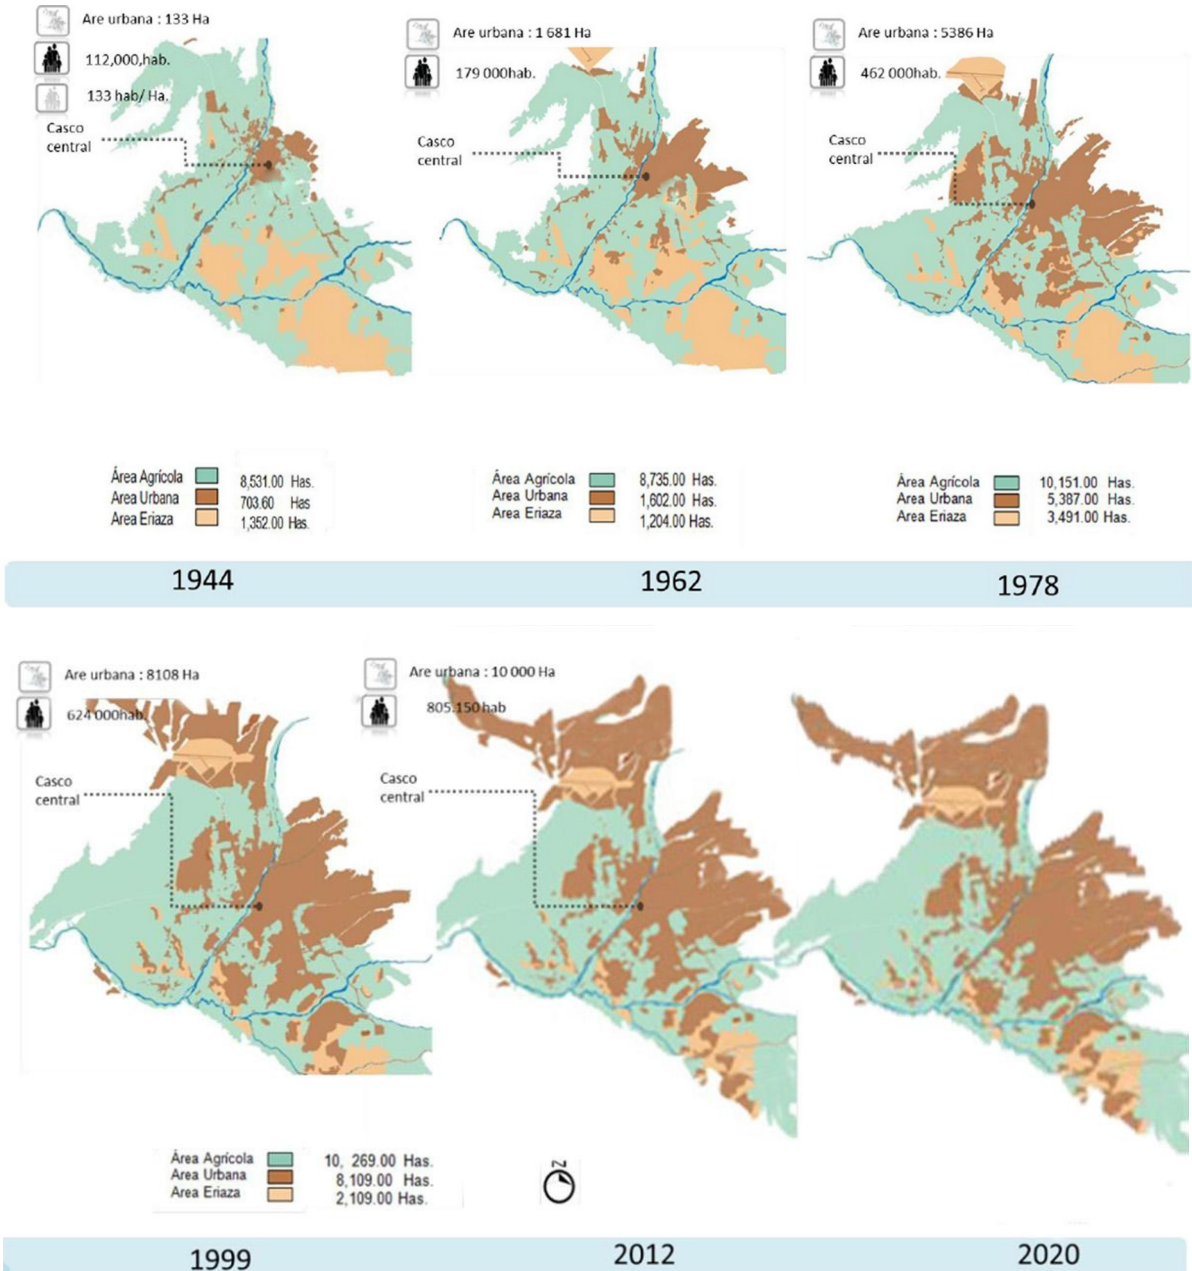 Are urbana : 133 Ha
112,000,hab.
133 hab/ Ha.
Casco
central
Are urbana : 1 681 Ha
179 000hab.
Casco
central
Are urbana : 5386 Ha
462 000hab.
Casco
central
Área Agrícola 8,531.00 Has.
Area Urbana 703.60 Has
Area Eriaza 1,352.00 Has.
Área Agrícola 8,735.00 Has.
Area Urbana 1,602.00 Has.
Area Eriaza 1,204.00 Has.
Área Agrícola 10,151.00 Has.
Area Urbana 5,387.00 Has.
Area Eriaza 3,491.00 Has.
1944
1962
1978
Are urbana : 8108 Ha
624 000hab.
Casco
central
Are urbana : 10 000 Ha
805.150 hab
Casco
central
Área Agrícola 10, 269.00 Has.
Area Urbana 8,109.00 Has.
Area Eriaza 2,109.00 Has.
N
1999
2012
2020